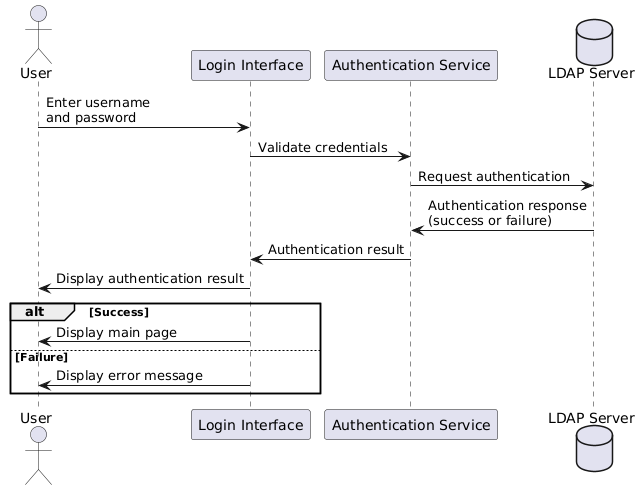 User
Login Interface
Authentication Service
LDAP Server
Enter username
and password
Validate credentials
Request authentication
Authentication response
(success or failure)
Authentication result
Display authentication result
alt
[Success]
Display main page
[Failure]
Display error message
User
Login Interface
Authentication Service
LDAP Server